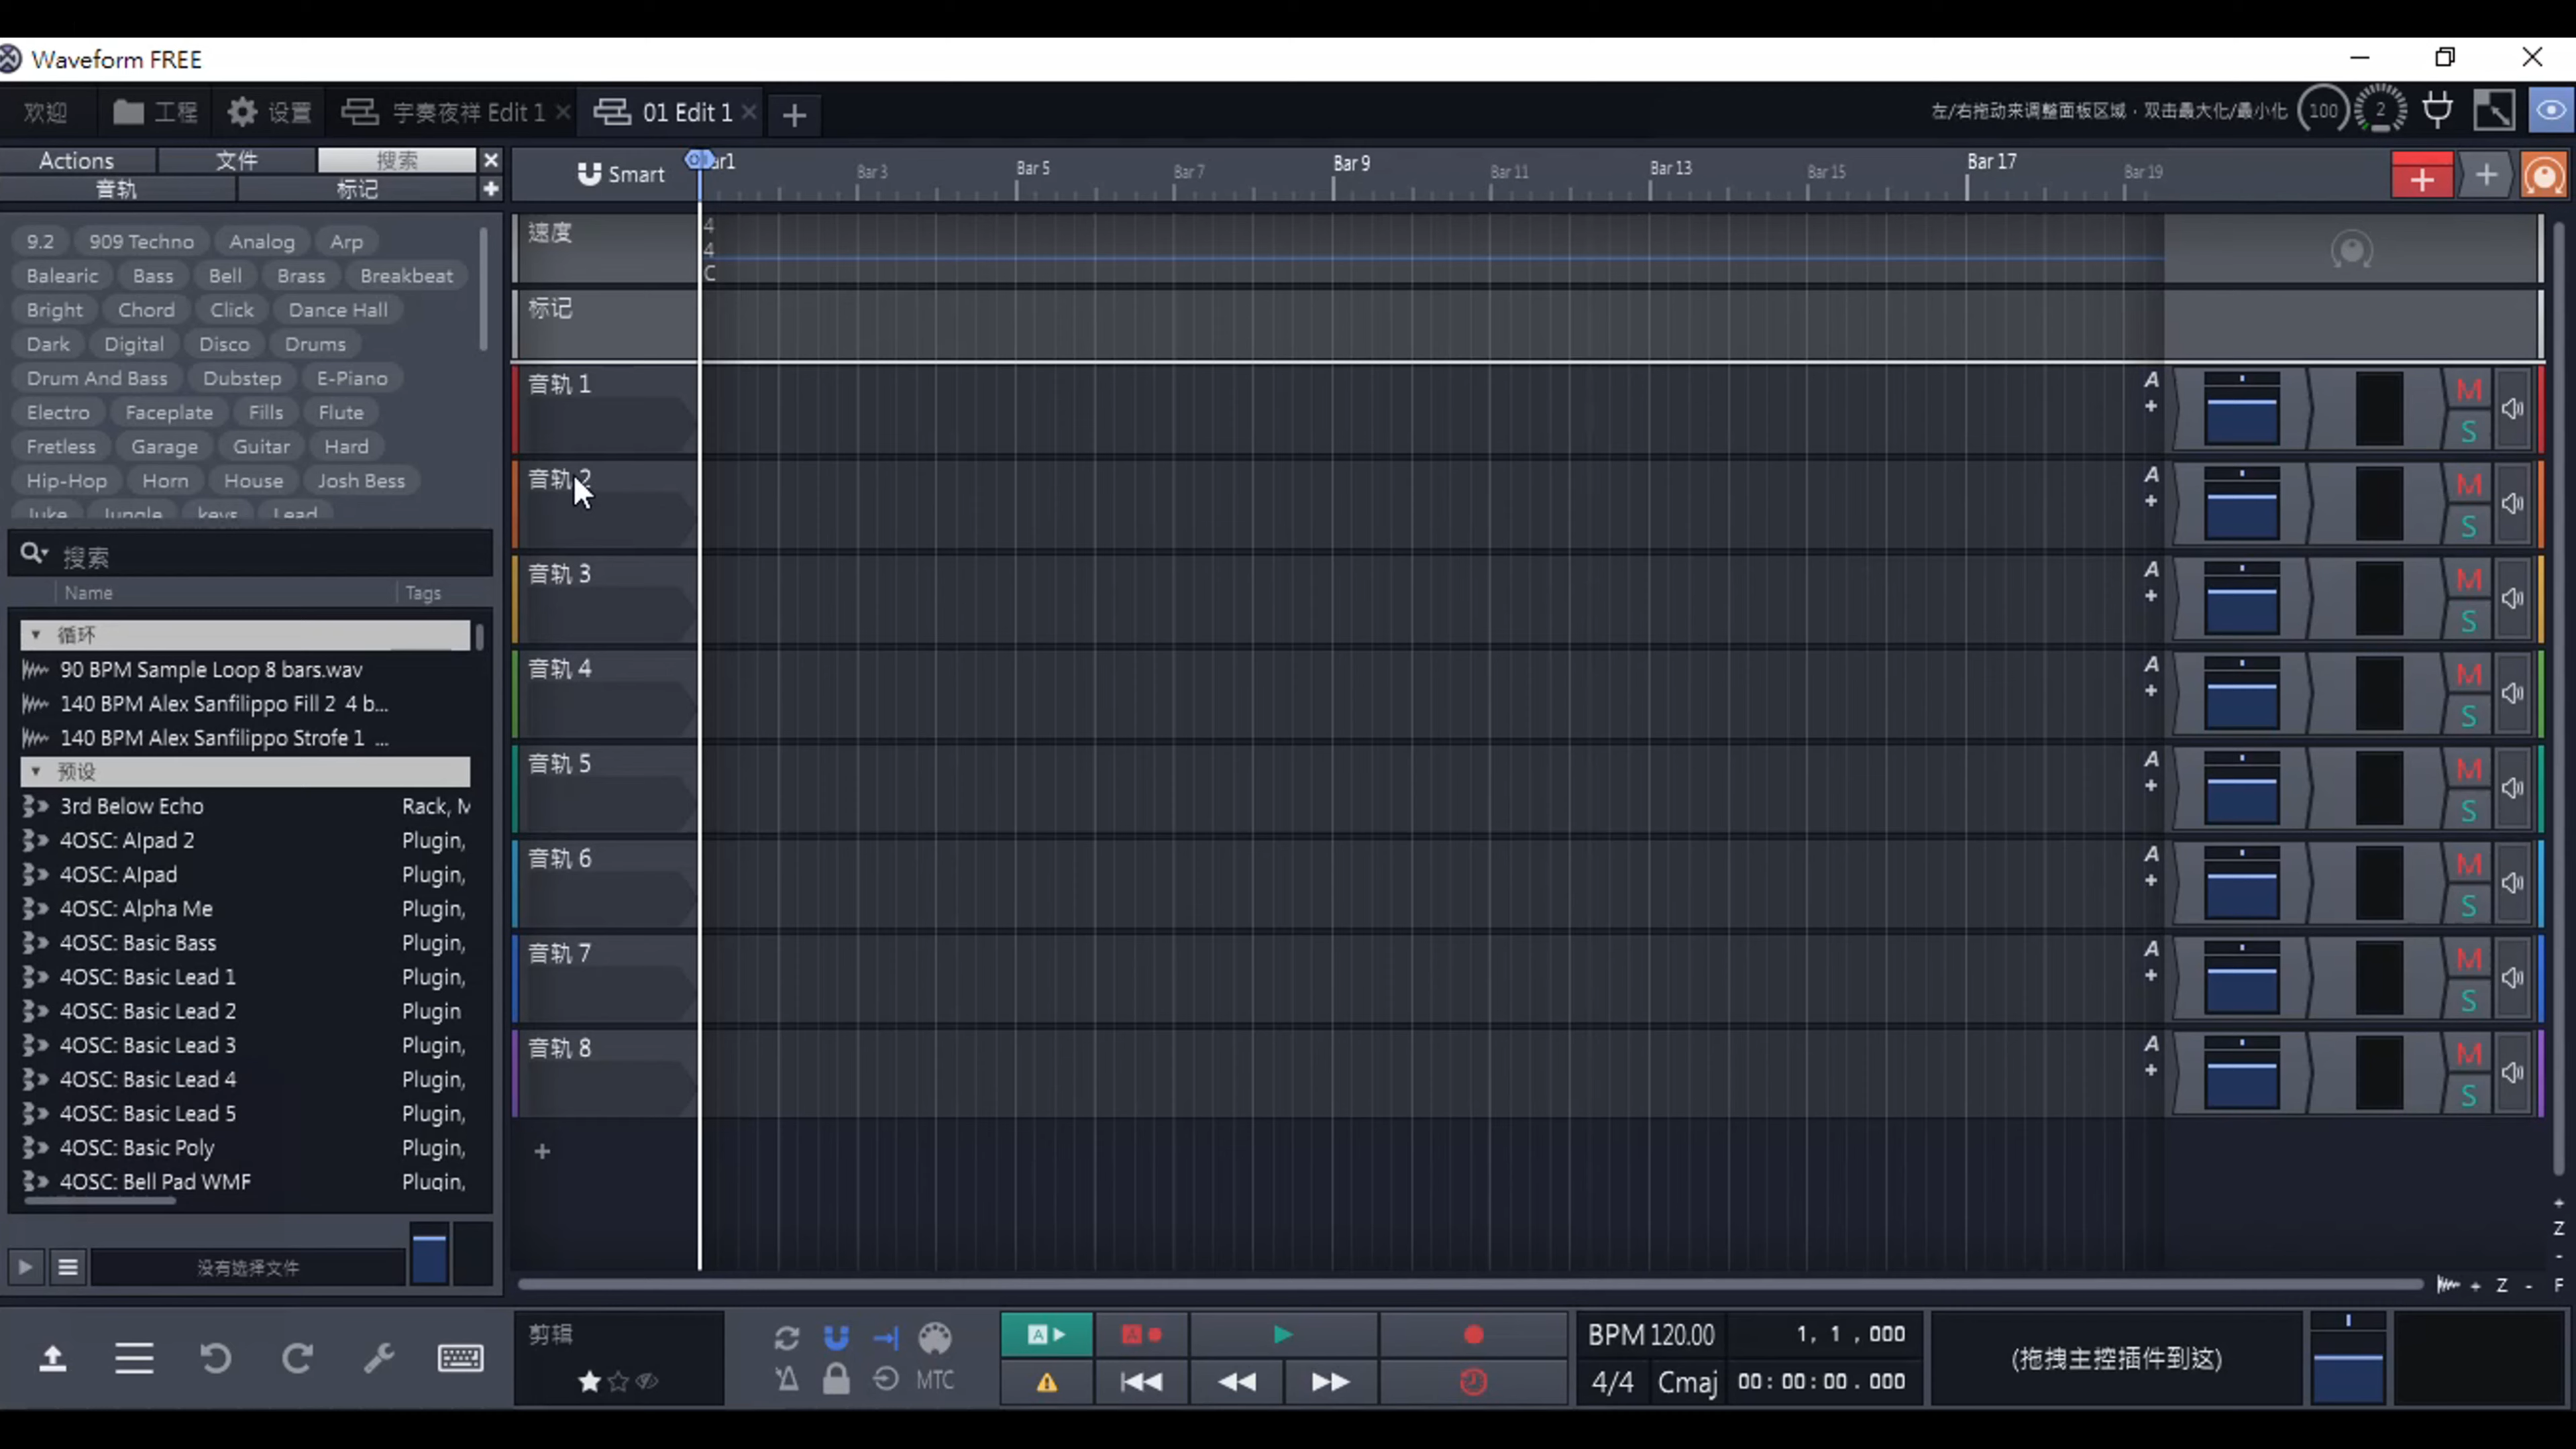 Waveform FREE
欢迎 工程 设置 宇奏夜祥 Edit 1 01 Edit 1 左/右拖动来调整面板区域，双击最大化/最小化 100 2
Actions 文件 搜索
音轨 标记
Smart
Bar 3 Bar 5 Bar 7 Bar 9 Bar 11 Bar 13 Bar 15 Bar 17 Bar 19
9.2 909 Techno Analog Arp
Balearic Bass Bell Brass Breakbeat
Bright Chord Click Dance Hall
Dark Digital Disco Drums
Drum And Bass Dubstep E-Piano
Electro Faceplate Fills Flute
Fretless Garage Guitar Hard
Hip-Hop Horn House Josh Bess
Juke Jungle keys Lead
搜索
Name Tags
循环
90 BPM Sample Loop 8 bars.wav
140 BPM Alex Sanfilippo Fill 2 4 b...
140 BPM Alex Sanfilippo Strofe 1 ...
预设
3rd Below Echo Rack, M
4OSC: AIpad 2 Plugin,
4OSC: AIpad Plugin,
4OSC: Alpha Me Plugin,
4OSC: Basic Bass Plugin,
4OSC: Basic Lead 1 Plugin,
4OSC: Basic Lead 2 Plugin
4OSC: Basic Lead 3 Plugin,
4OSC: Basic Lead 4 Plugin,
4OSC: Basic Lead 5 Plugin,
4OSC: Basic Poly Plugin,
4OSC: Bell Pad WMF Plugin,
没有选择文件
速度
4
4
C
标记
音轨 1 A M
S
音轨 2 A M
S
音轨 3 A M
S
音轨 4 A M
S
音轨 5 A M
S
音轨 6 A M
S
音轨 7 A M
S
音轨 8 A M
S
Z
Z F
剪辑
MTC
A A
BPM 120.00 1, 1, 000
4/4 Cmaj 00:00:00.000
(拖拽主控插件到这)